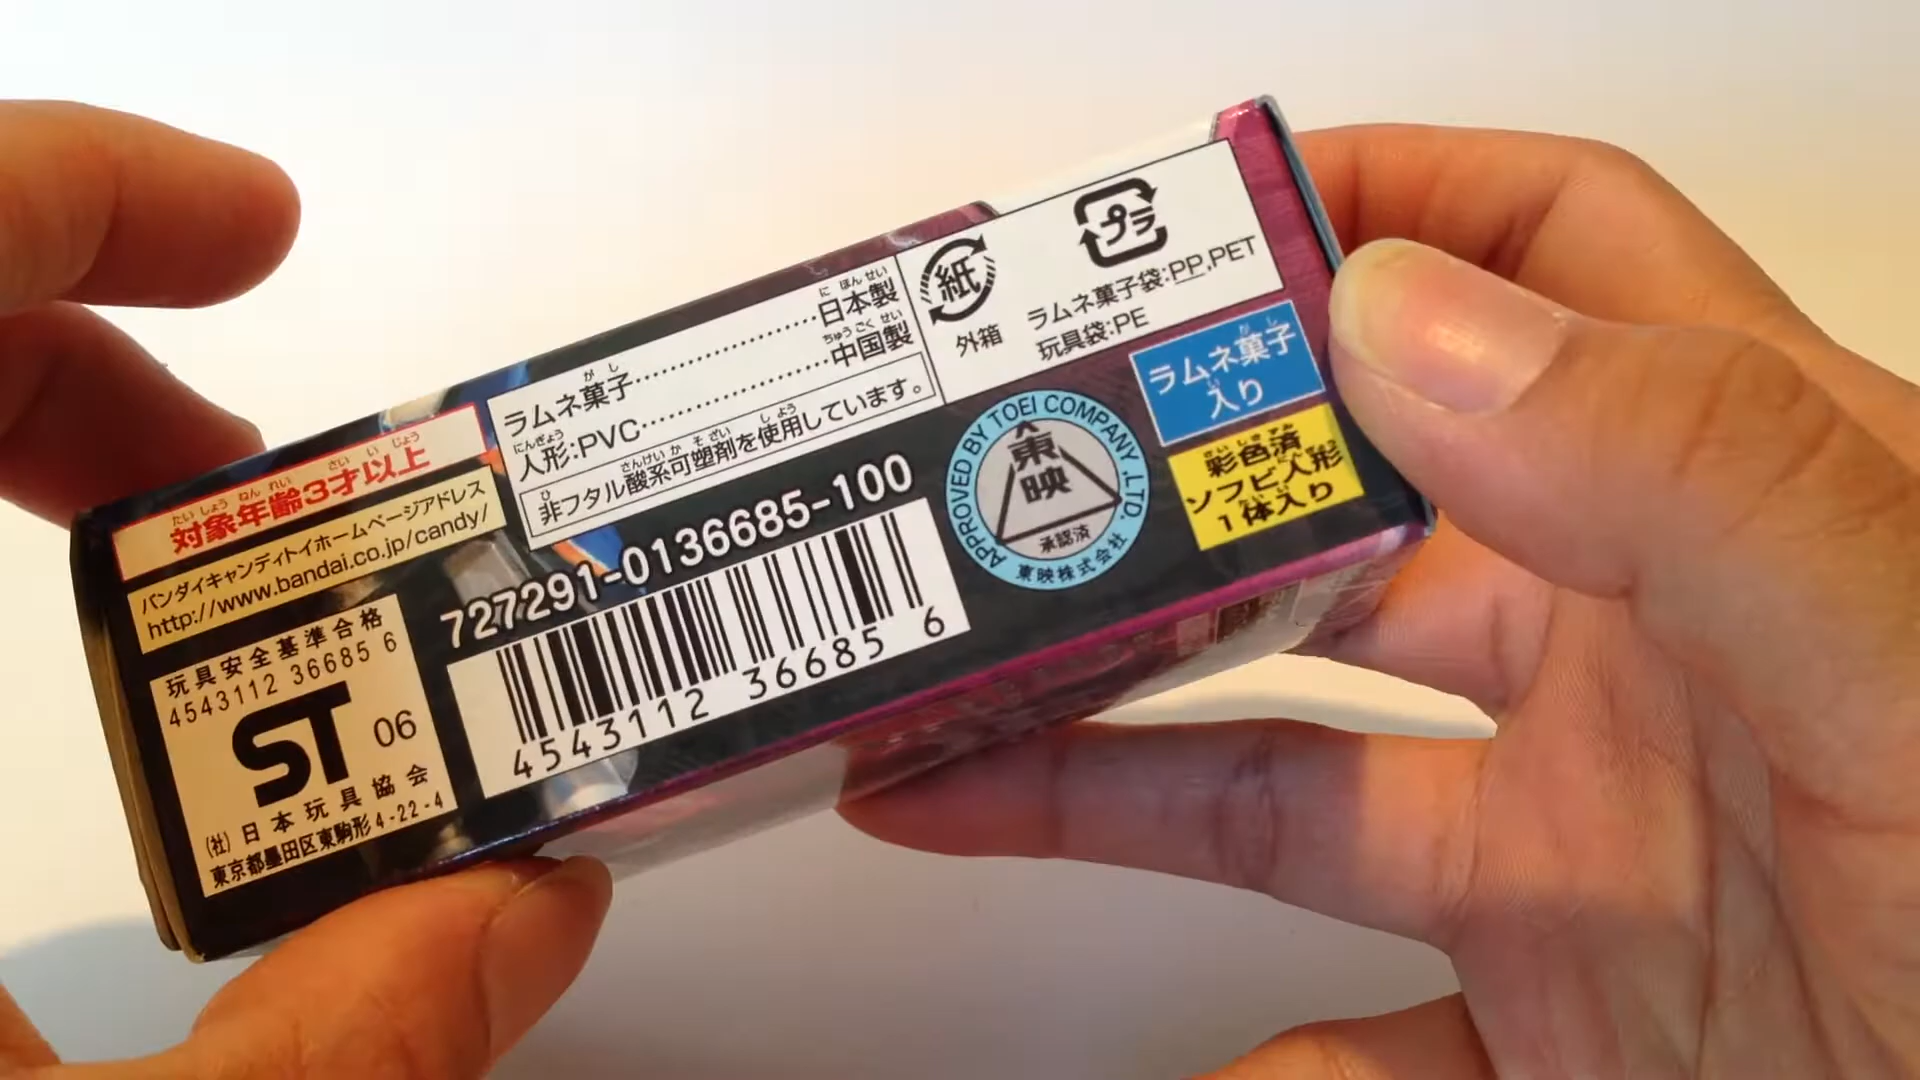 対象年齢3才以上
バンダイキャンディトイホームページアドレス
http://www.bandai.co.jp/candy/
玩具安全基準合格
4543112 36685 6
ST 06
(社)日本玩具協会
東京都墨田区東駒形4-22-4
ラムネ菓子……日本製
人形:PVC……中国製
非フタル酸系可塑剤を使用しています。
727291-0136685-100
4543112 366856
紙
外箱
プラ
ラムネ菓子袋:PP,PET
玩具袋:PE
APPROVED BY TOEI COMPANY, LTD.
東映
承認済
東映株式会社
ラムネ菓子
入り
彩色済
ソフビ人形
1体入り